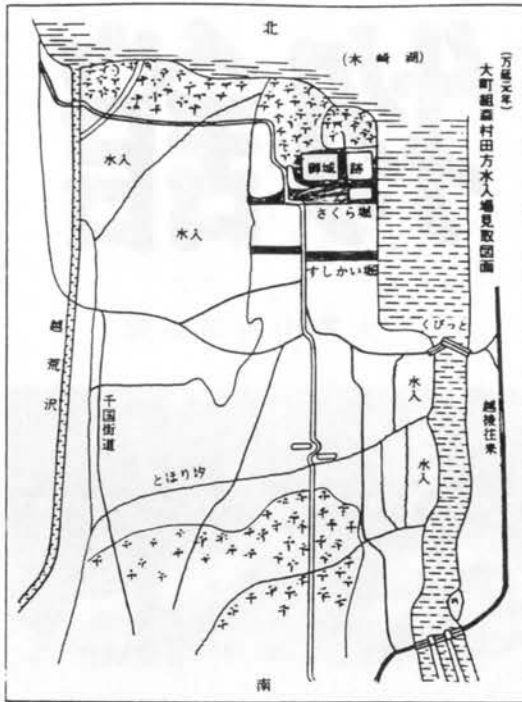 (万延元年)
大町組森村田方水入場見取図面
北
(木崎湖)
水入
御城跡
水入
さくら堀
すしかい堀
くびっと
越荒沢
千国街道
水入
越後往来
とほり汐
水入
南